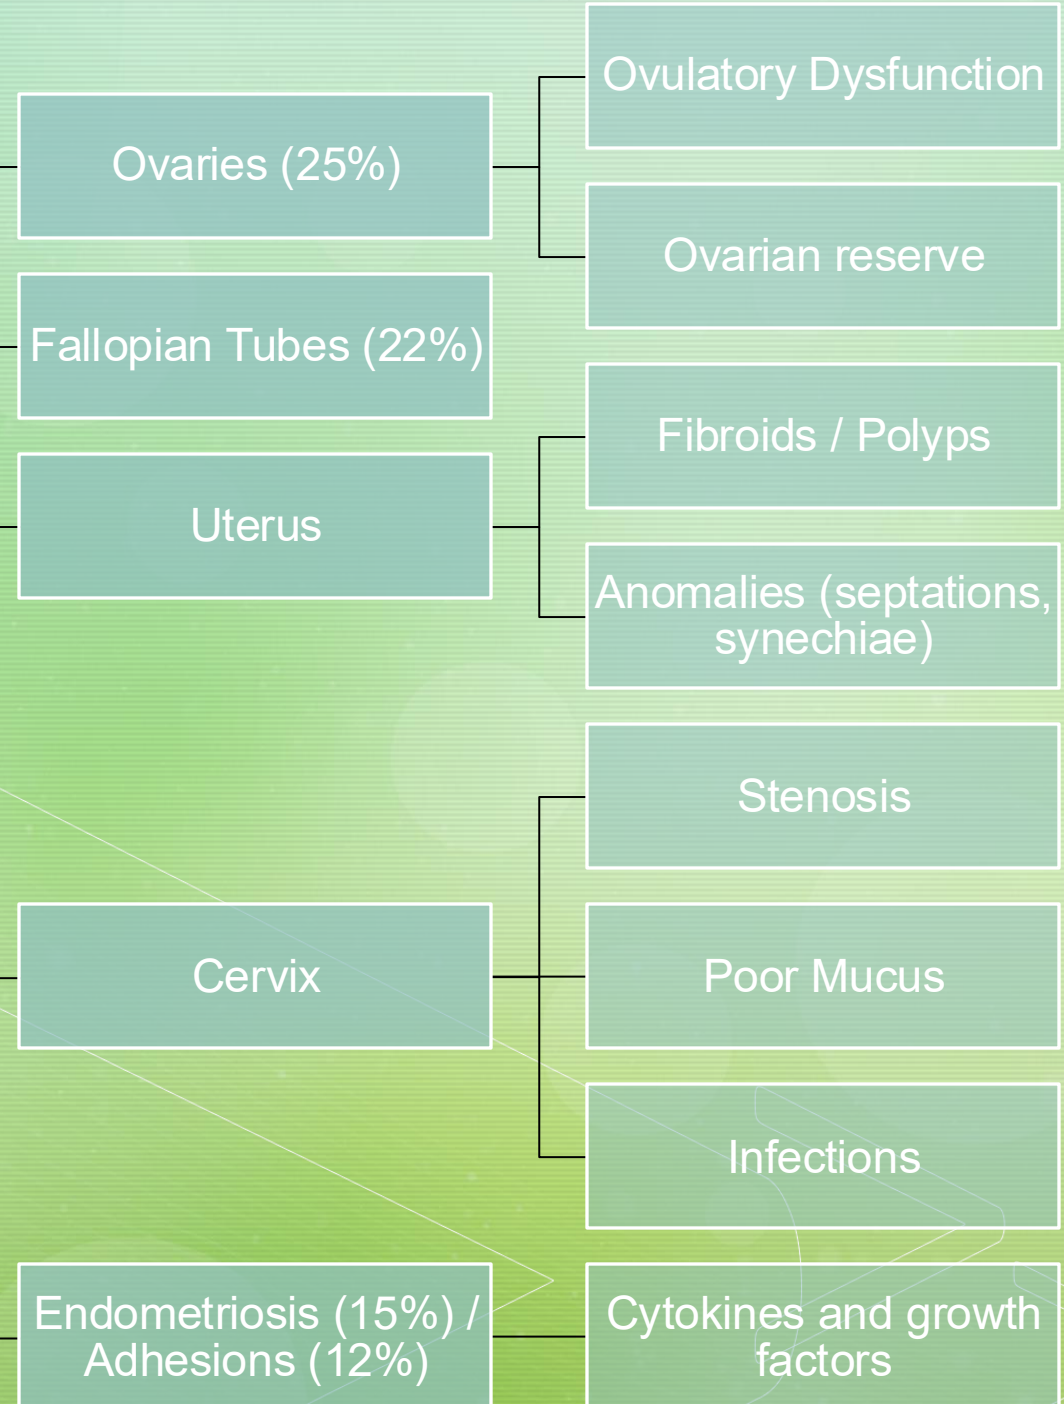 Ovaries (25%)
Ovulatory Dysfunction
Ovarian reserve
Fallopian Tubes (22%)
Uterus
Fibroids / Polyps
Anomalies (septations,
synechiae)
Cervix
Stenosis
Poor Mucus
Infections
Endometriosis (15%) /
Adhesions (12%)
Cytokines and growth
factors